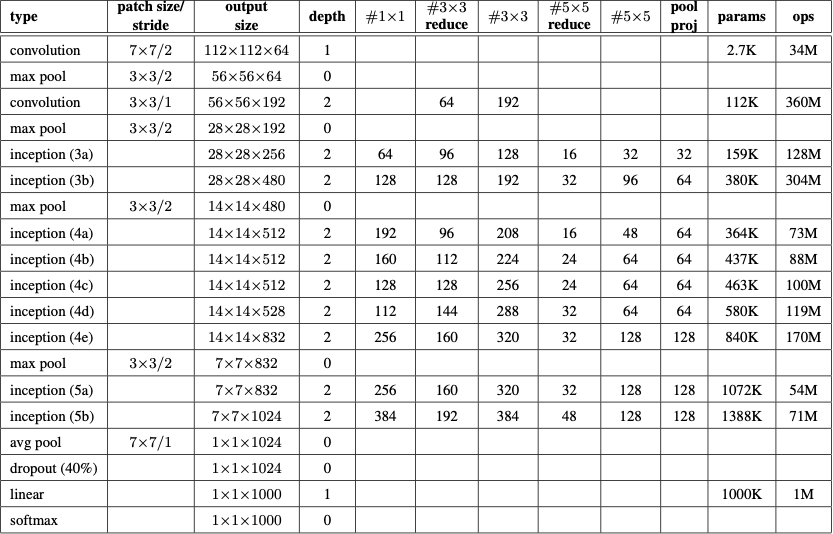 type patch size/ stride output size depth #1×1 #3×3 reduce #3×3 #5×5 reduce #5×5 pool proj params ops
convolution 7×7/2 112×112×64 1 2.7K 34M
max pool 3×3/2 56×56×64 0
convolution 3×3/1 56×56×192 2 64 192 112K 360M
max pool 3×3/2 28×28×192 0
inception (3a) 28×28×256 2 64 96 128 16 32 32 159K 128M
inception (3b) 28×28×480 2 128 128 192 32 96 64 380K 304M
max pool 3×3/2 14×14×480 0
inception (4a) 14×14×512 2 192 96 208 16 48 64 364K 73M
inception (4b) 14×14×512 2 160 112 224 24 64 64 437K 88M
inception (4c) 14×14×512 2 128 128 256 24 64 64 463K 100M
inception (4d) 14×14×528 2 112 144 288 32 64 64 580K 119M
inception (4e) 14×14×832 2 256 160 320 32 128 128 840K 170M
max pool 3×3/2 7×7×832 0
inception (5a) 7×7×832 2 256 160 320 32 128 128 1072K 54M
inception (5b) 7×7×1024 2 384 192 384 48 128 128 1388K 71M
avg pool 7×7/1 1×1×1024 0
dropout (40%) 1×1×1024 0
linear 1×1×1000 1 1000K 1M
softmax 1×1×1000 0